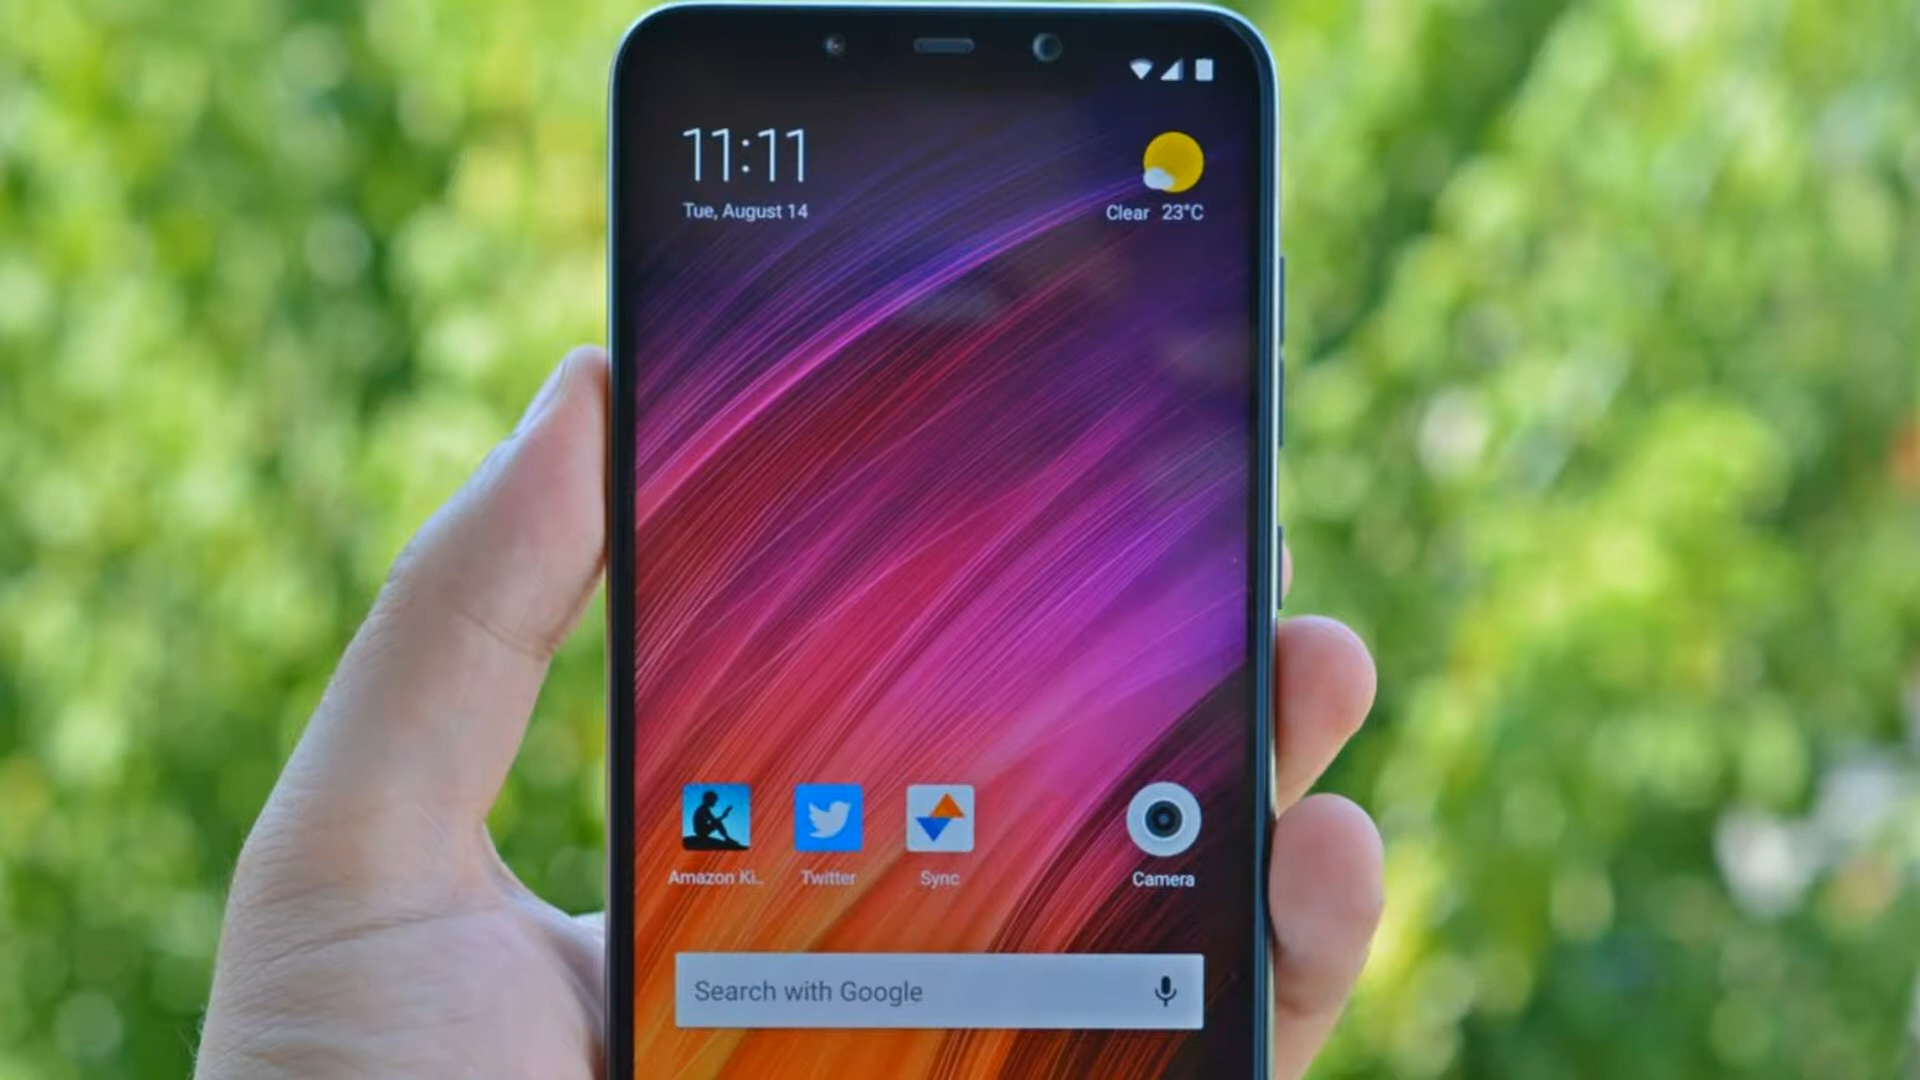 11:11
Tue, August 14
Clear 23°C
Amazon Ki...
Twitter
Sync
Camera
Search with Google